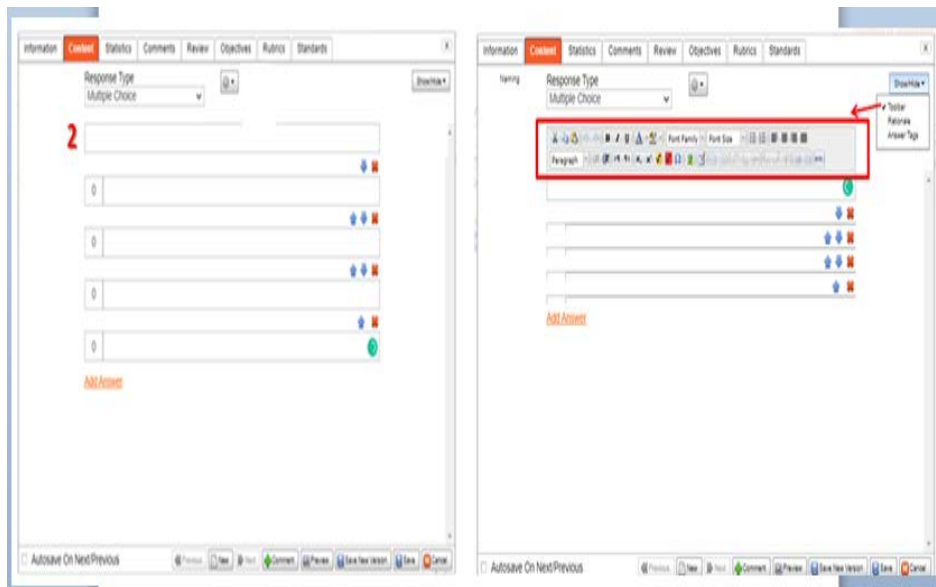 Information Content Statistics Comments Review Objectives Rubrics Standards X
Response Type
Multiple Choice
Show/Hide
2
0
0
0
0
Add Answer
Autosave On Next/Previous Previous New Next Comment Preview Save New Version Save Cancel
Information Content Statistics Comments Review Objectives Rubrics Standards X
Naming Response Type
Multiple Choice
Show/Hide
Toolbar
Rationale
Answer Tags
B I U A Font Family Font Size
Paragraph
Add Answer
Autosave On Next/Previous Previous New Next Comment Preview Save New Version Save Cancel